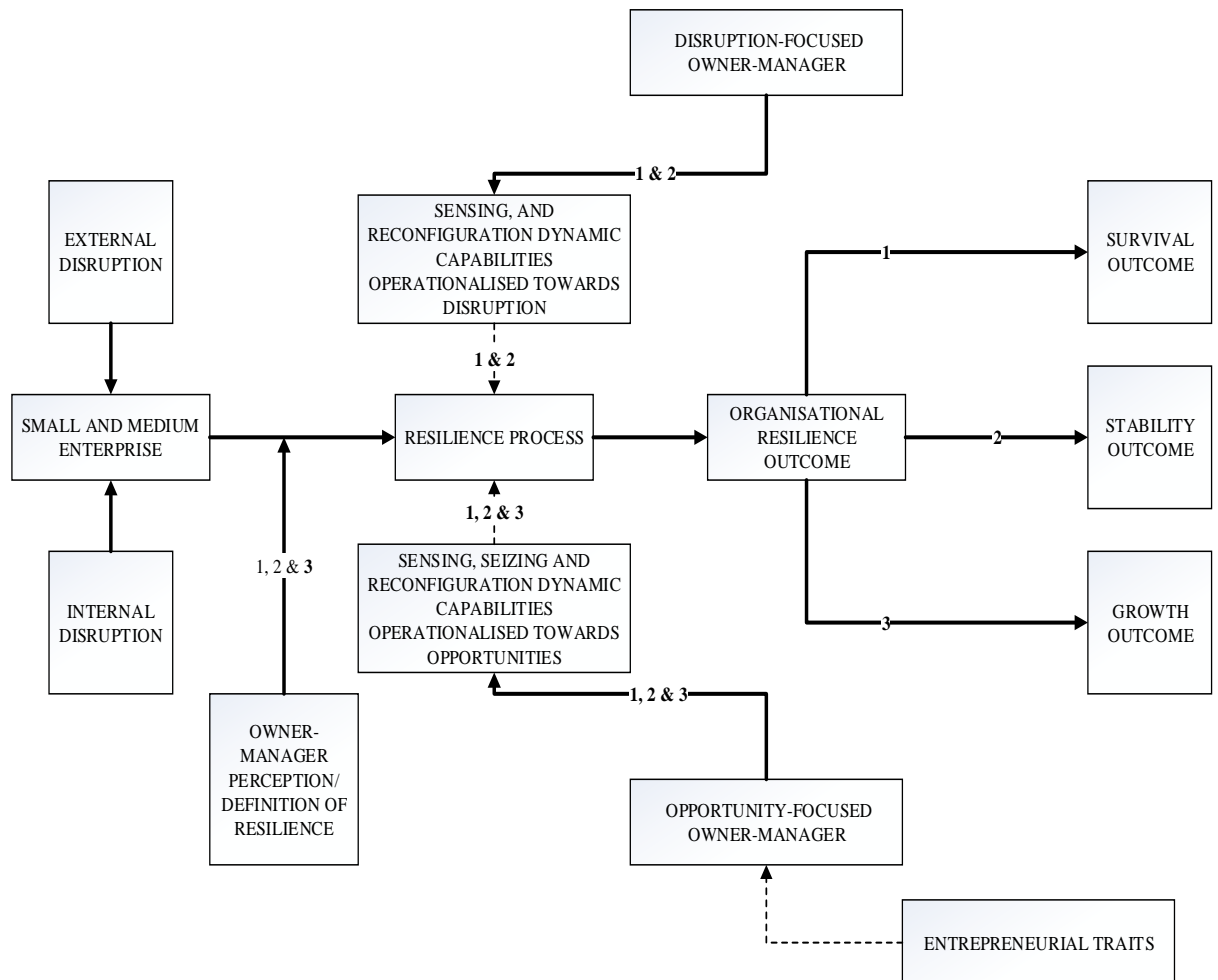 DISRUPTION-FOCUSED
OWNER-MANAGER
1 & 2
EXTERNAL
DISRUPTION
SENSING, AND
RECONFIGURATION DYNAMIC
CAPABILITIES
OPERATIONALISED TOWARDS
DISRUPTION
1
SURVIVAL
OUTCOME
1 & 2
SMALL AND MEDIUM
ENTERPRISE
RESILIENCE PROCESS
ORGANISATIONAL
RESILIENCE
OUTCOME
2
STABILITY
OUTCOME
1, 2 & 3
1, 2 & 3
INTERNAL
DISRUPTION
SENSING, SEIZING AND
RECONFIGURATION DYNAMIC
CAPABILITIES
OPERATIONALISED TOWARDS
OPPORTUNITIES
3
GROWTH
OUTCOME
1, 2 & 3
OWNER-
MANAGER
PERCEPTION/
DEFINITION OF
RESILIENCE
OPPORTUNITY-FOCUSED
OWNER-MANAGER
ENTREPRENEURIAL TRAITS